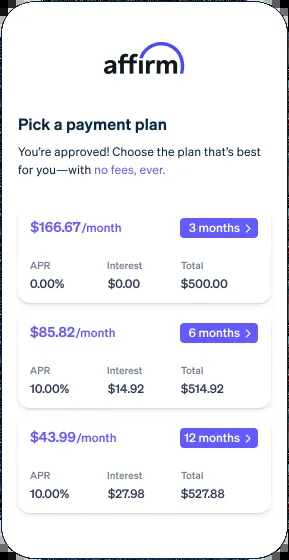 affirm
Pick a payment plan
You're approved! Choose the plan that's best
for you—with no fees, ever.
$166.67/month 3 months >
APR Interest Total
0.00% $0.00 $500.00
$85.82/month 6 months >
APR Interest Total
10.00% $14.92 $514.92
$43.99/month 12 months >
APR Interest Total
10.00% $27.98 $527.88